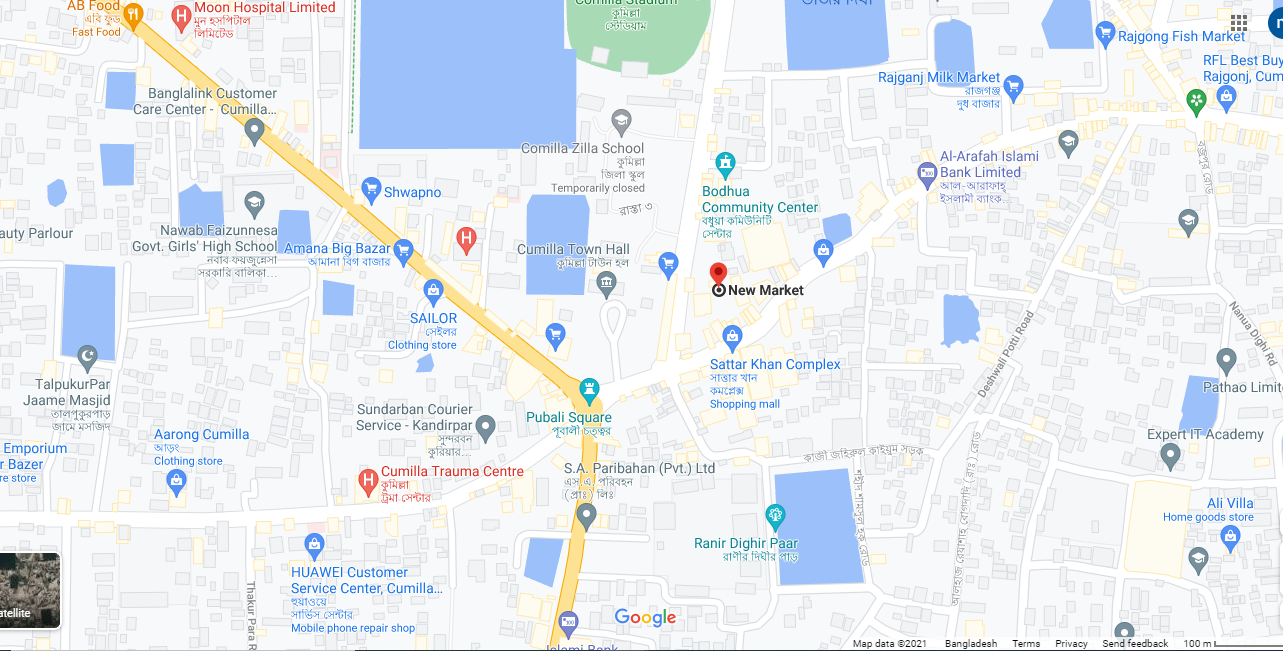 AB Food
এবি ফুড
Fast Food
Moon Hospital Limited
মুন হসপিটাল
লিমিটেড
Comilla Stadium
কুমিল্লা
স্টেডিয়াম
Rajgong Fish Market
RFL Best Buy
Rajgonj, Cum
Rajganj Milk Market
রাজগঞ্জ
দুধ বাজার
Banglalink Customer
Care Center - Cumilla...
Comilla Zilla School
কুমিল্লা
জিলা স্কুল
Temporarily closed
রাস্তা ৩
Al-Arafah Islami
Bank Limited
আল-আরাফাহ্
ইসলামী ব্যাংক...
Bodhua
Community Center
বধুয়া কমিউনিটি
সেন্টার
Shwapno
auty Parlour
Nawab Faizunnesa
Govt. Girls' High School
নবাব ফয়জুন্নেসা
সরকারি বালিকা...
Amana Big Bazar
আমানা বিগ বাজার
Cumilla Town Hall
কুমিল্লা টাউন হল
New Market
SAILOR
সেইলর
Clothing store
Sattar Khan Complex
সাত্তার খান
কমপ্লেক্স
Shopping mall
Deshwali Potti Road
Nanua Dighi Rd
TalpukurPar
Jaame Masjid
তালপুকুরপাড়
জামে মসজিদ
Pathao Limite
Sundarban Courier
Service - Kandirpar
সুন্দরবন
কুরিয়ার...
Pubali Square
পূবালী চত্ত্বর
Aarong Cumilla
আড়ং
Clothing store
Emporium
r Bazer
re store
Expert IT Academy
কাজী জহিরুল কাইয়ুম সড়ক
Cumilla Trauma Centre
কুমিল্লা
ট্রমা সেন্টার
S.A. Paribahan (Pvt.) Ltd
এস.এ. পরিবহন
(প্রাঃ) লিঃ
Ali Villa
Home goods store
Ranir Dighir Paar
রাণীর দিঘীর পাড়
HUAWEI Customer
Service Center, Cumilla...
হুয়াওয়ে
সার্ভিস সেন্টার
Mobile phone repair shop
Thakur Para R
atellite
Google
Islami Bank
Map data ©2021 Bangladesh Terms Privacy Send feedback 100 m